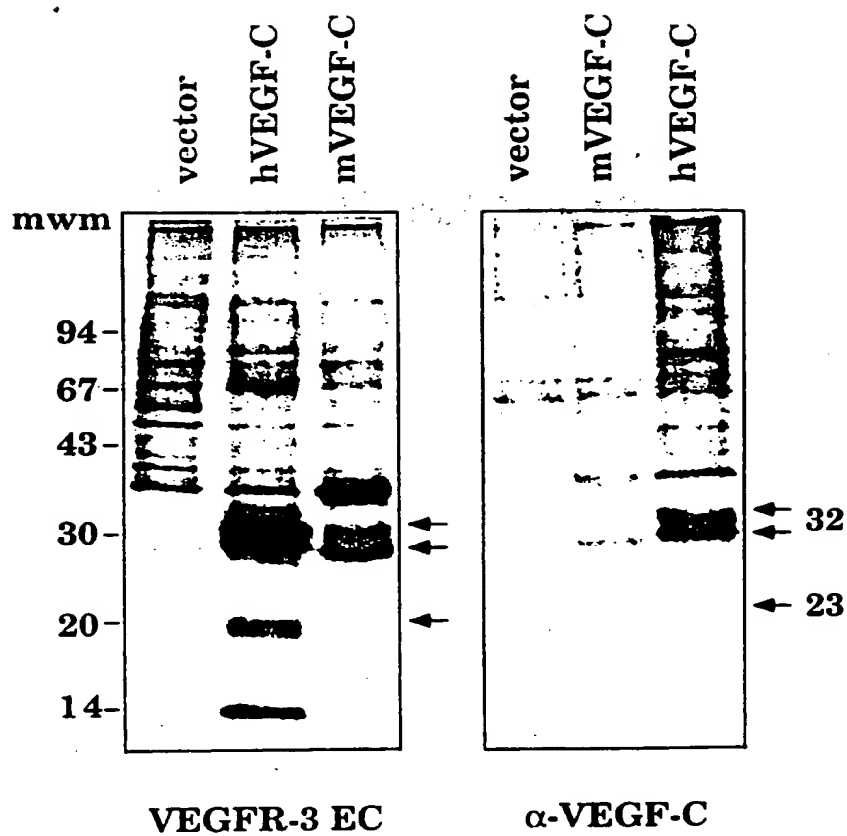 vector
hVEGF-C
mVEGF-C
vector
mVEGF-C
hVEGF-C
mwm
94
67
43
30
20
14
32
23
VEGFR-3 EC
α-VEGF-C